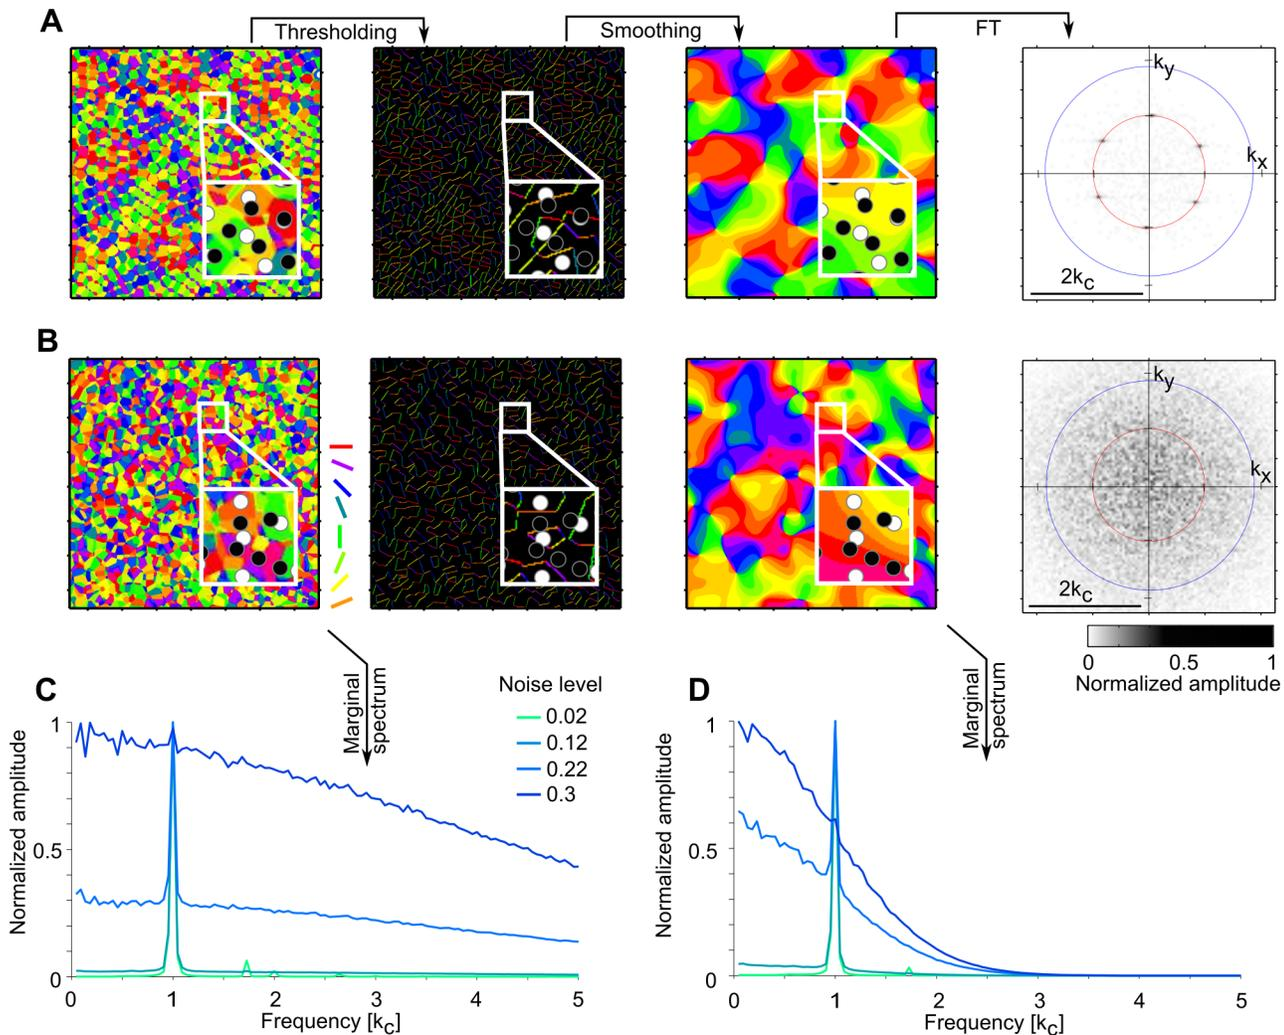 A
Thresholding
Smoothing
FT
ky
kx
2kc
B
ky
kx
2kc
0 0.5 1
Normalized amplitude
C
Noise level
0.02
0.12
0.22
0.3
Marginal
spectrum
Normalized amplitude
1
0.5
0
0 1 2 3 4 5
Frequency [kc]
D
Marginal
spectrum
Normalized amplitude
1
0.5
0
0 1 2 3 4 5
Frequency [kc]